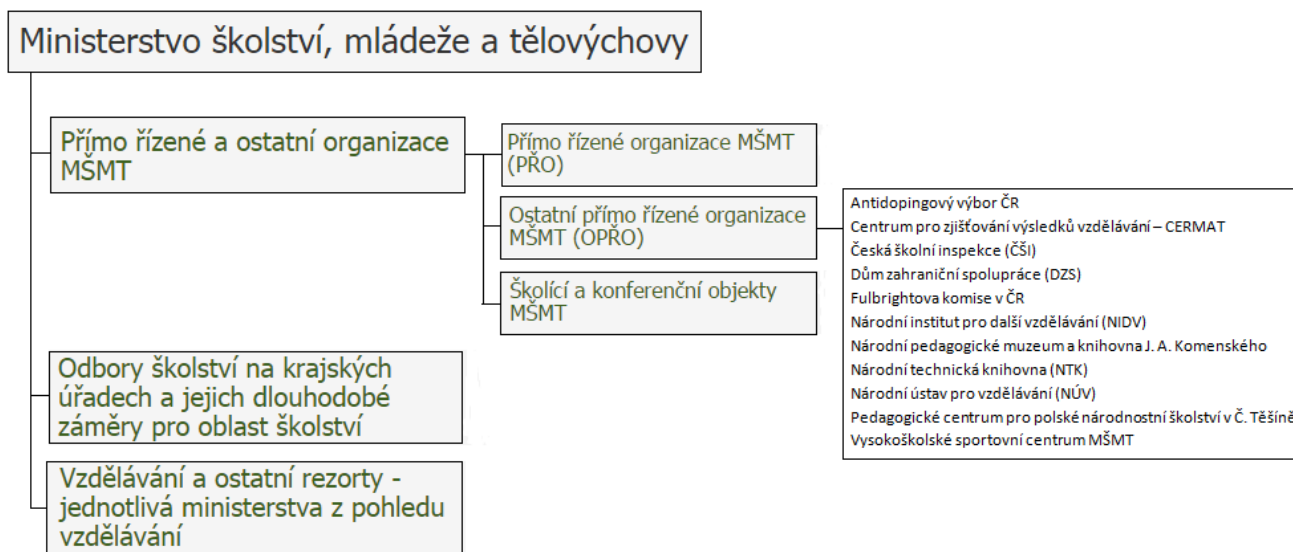 Ministerstvo školství, mládeže a tělovýchovy
Přímo řízené a ostatní organizace
MŠMT
Přímo řízené organizace MŠMT
(PŘO)
Ostatní přímo řízené organizace
MŠMT (OPŘO)
Školící a konferenční objekty
MŠMT
Antidopingový výbor ČR
Centrum pro zjišťování výsledků vzdělávání – CERMAT
Česká školní inspekce (ČŠI)
Dům zahraniční spolupráce (DZS)
Fulbrightova komise v ČR
Národní institut pro další vzdělávání (NIDV)
Národní pedagogické muzeum a knihovna J. A. Komenského
Národní technická knihovna (NTK)
Národní ústav pro vzdělávání (NÚV)
Pedagogické centrum pro polské národnostní školství v Č. Těšíně
Vysokoškolské sportovní centrum MŠMT
Odbory školství na krajských
úřadech a jejich dlouhodobé
záměry pro oblast školství
Vzdělávání a ostatní rezorty -
jednotlivá ministerstva z pohledu
vzdělávání